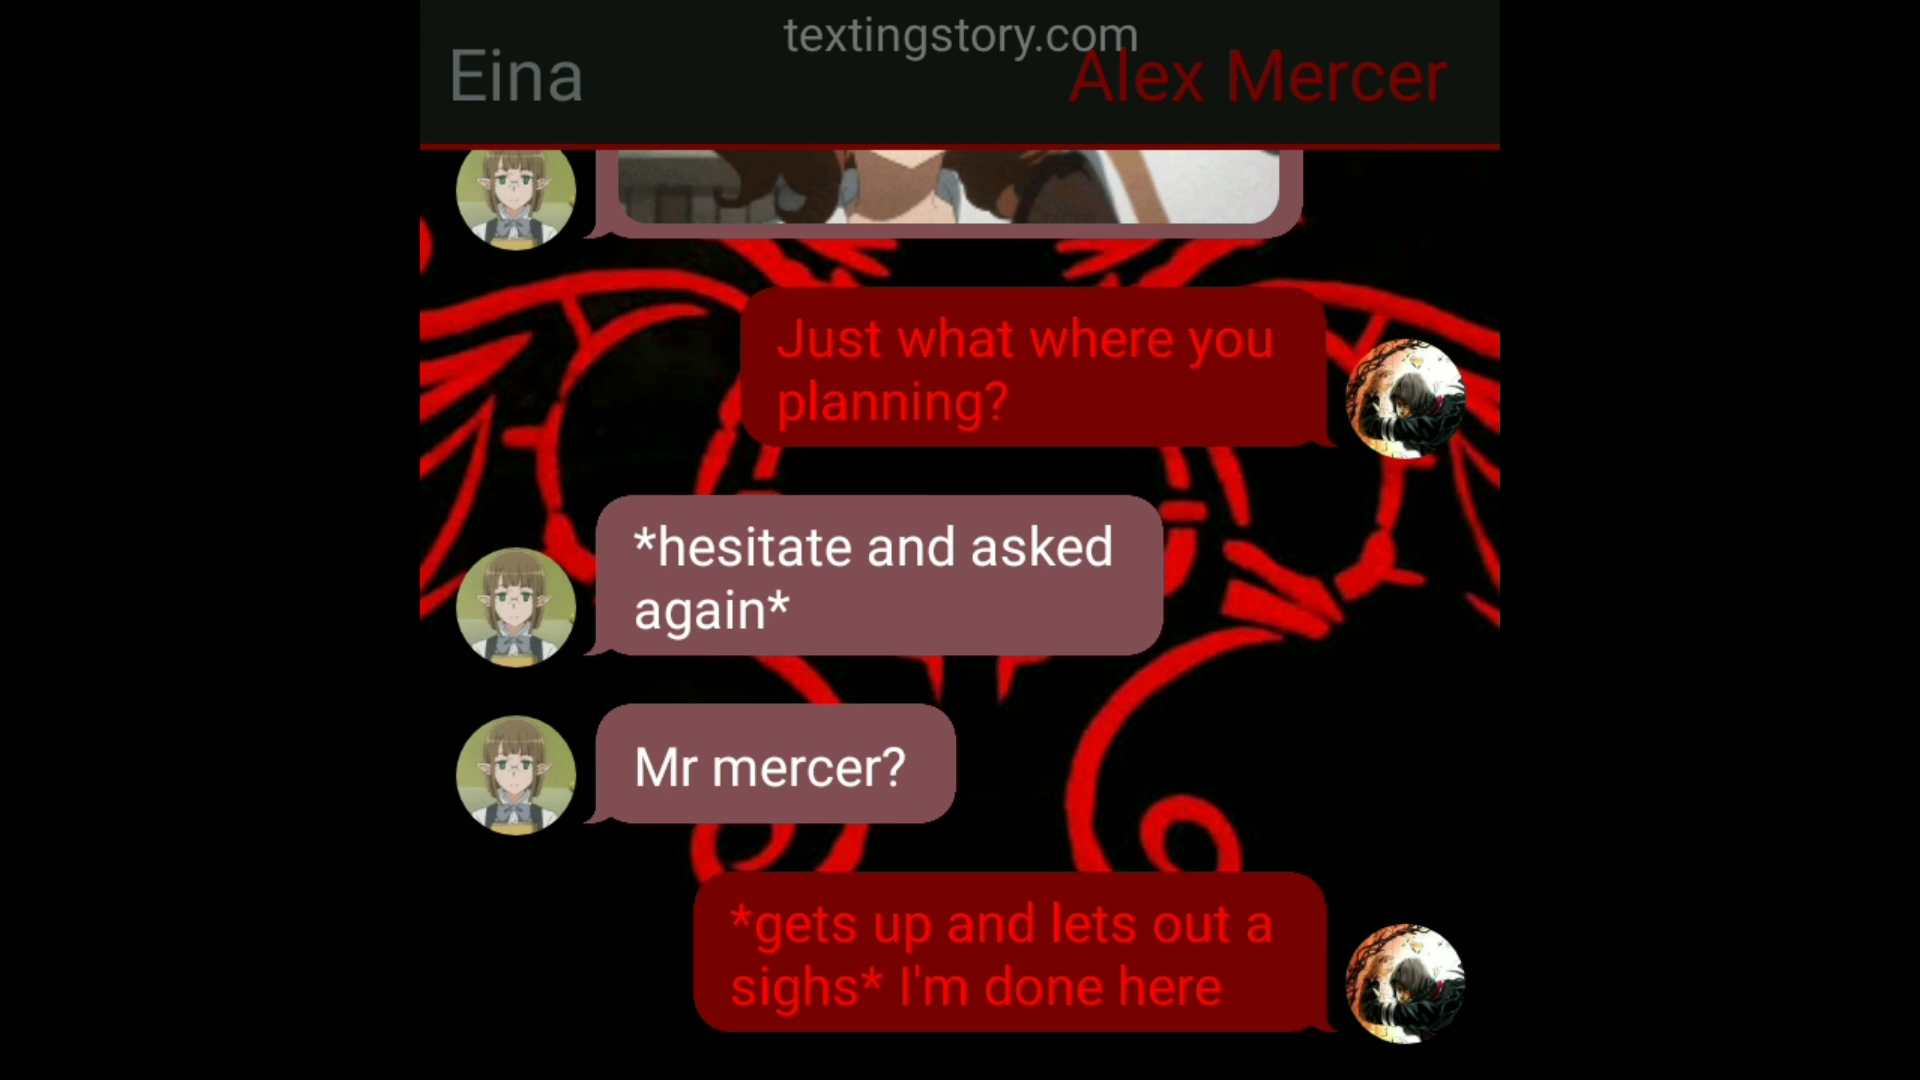 textingstory.com
Eina
Alex Mercer
Just what where you
planning?
*hesitate and asked
again*
Mr mercer?
*gets up and lets out a
sighs* I'm done here